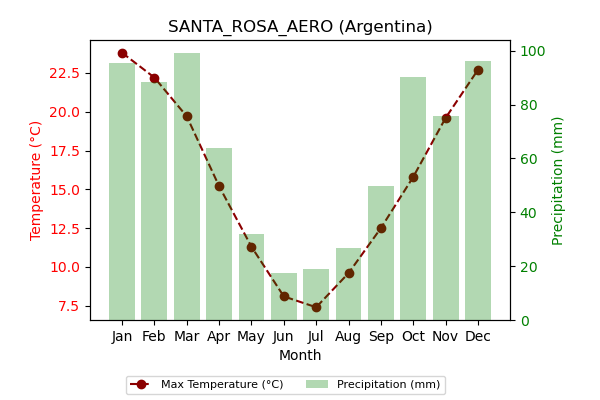 SANTA_ROSA_AERO (Argentina)
22.5
20.0
17.5
15.0
12.5
10.0
7.5
Temperature (°C)
100
80
60
40
20
0
Precipitation (mm)
Jan Feb Mar Apr May Jun Jul Aug Sep Oct Nov Dec
Month
Max Temperature (°C) Precipitation (mm)